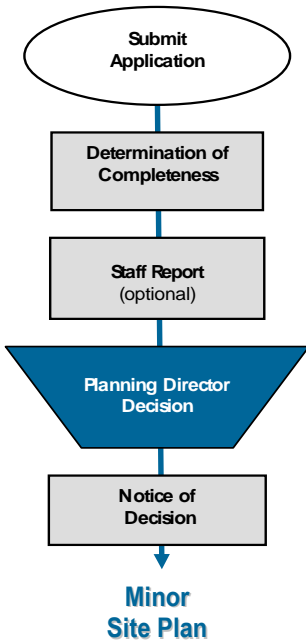 Submit
Application
Determination of
Completeness
Staff Report
(optional)
Planning Director
Decision
Notice of
Decision
Minor
Site Plan